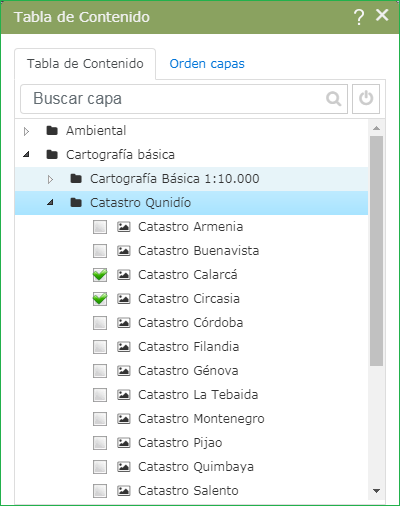 Tabla de Contenido
?
Tabla de Contenido
Orden capas
Buscar capa
Ambiental
Cartografía básica
Cartografía Básica 1:10.000
Catastro Qunidío
Catastro Armenia
Catastro Buenavista
Catastro Calarcá
Catastro Circasia
Catastro Córdoba
Catastro Filandia
Catastro Génova
Catastro La Tebaida
Catastro Montenegro
Catastro Pijao
Catastro Quimbaya
Catastro Salento